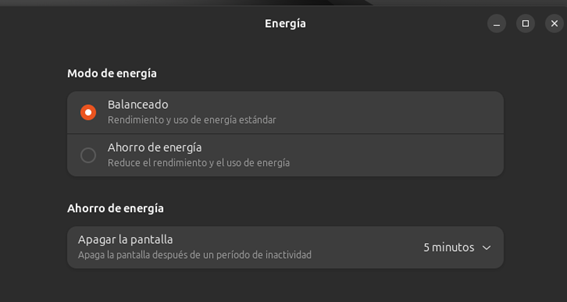 Energía
Modo de energía
Balanceado
Rendimiento y uso de energía estándar
Ahorro de energía
Reduce el rendimiento y el uso de energía
Ahorro de energía
Apagar la pantalla
Apaga la pantalla después de un período de inactividad
5 minutos